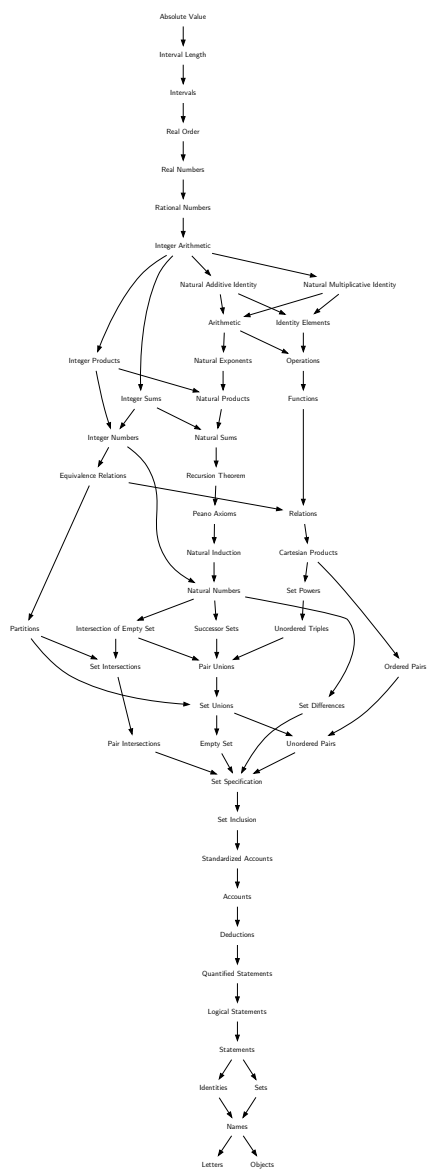 Absolute Value
Interval Length
Intervals
Real Order
Real Numbers
Rational Numbers
Integer Arithmetic
Natural Additive Identity Natural Multiplicative Identity
Arithmetic Identity Elements
Integer Products Natural Exponents Operations
Integer Sums Natural Products Functions
Integer Numbers Natural Sums
Equivalence Relations Recursion Theorem
Peano Axioms Relations
Natural Induction Cartesian Products
Natural Numbers Set Powers
Partitions Intersection of Empty Set Successor Sets Unordered Triples
Set Intersections Pair Unions Ordered Pairs
Set Unions Set Differences
Pair Intersections Empty Set Unordered Pairs
Set Specification
Set Inclusion
Standardized Accounts
Accounts
Deductions
Quantified Statements
Logical Statements
Statements
Identities Sets
Names
Letters Objects